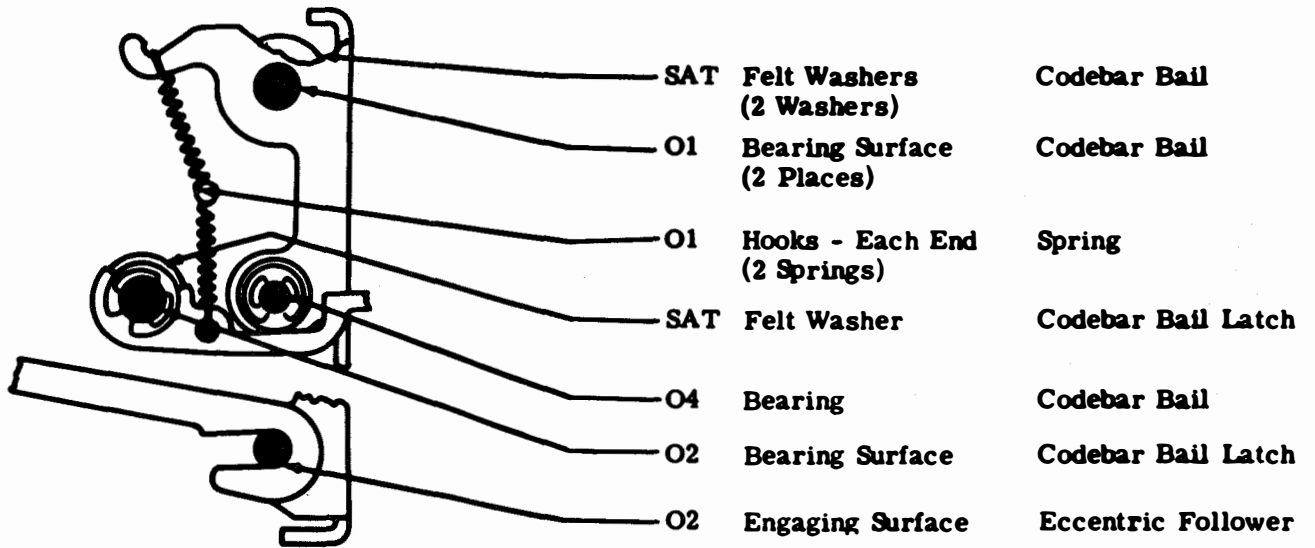 SAT Felt Washers Codebar Bail
(2 Washers)
O1 Bearing Surface Codebar Bail
(2 Places)
O1 Hooks - Each End Spring
(2 Springs)
SAT Felt Washer Codebar Bail Latch
O4 Bearing Codebar Bail
O2 Bearing Surface Codebar Bail Latch
O2 Engaging Surface Eccentric Follower